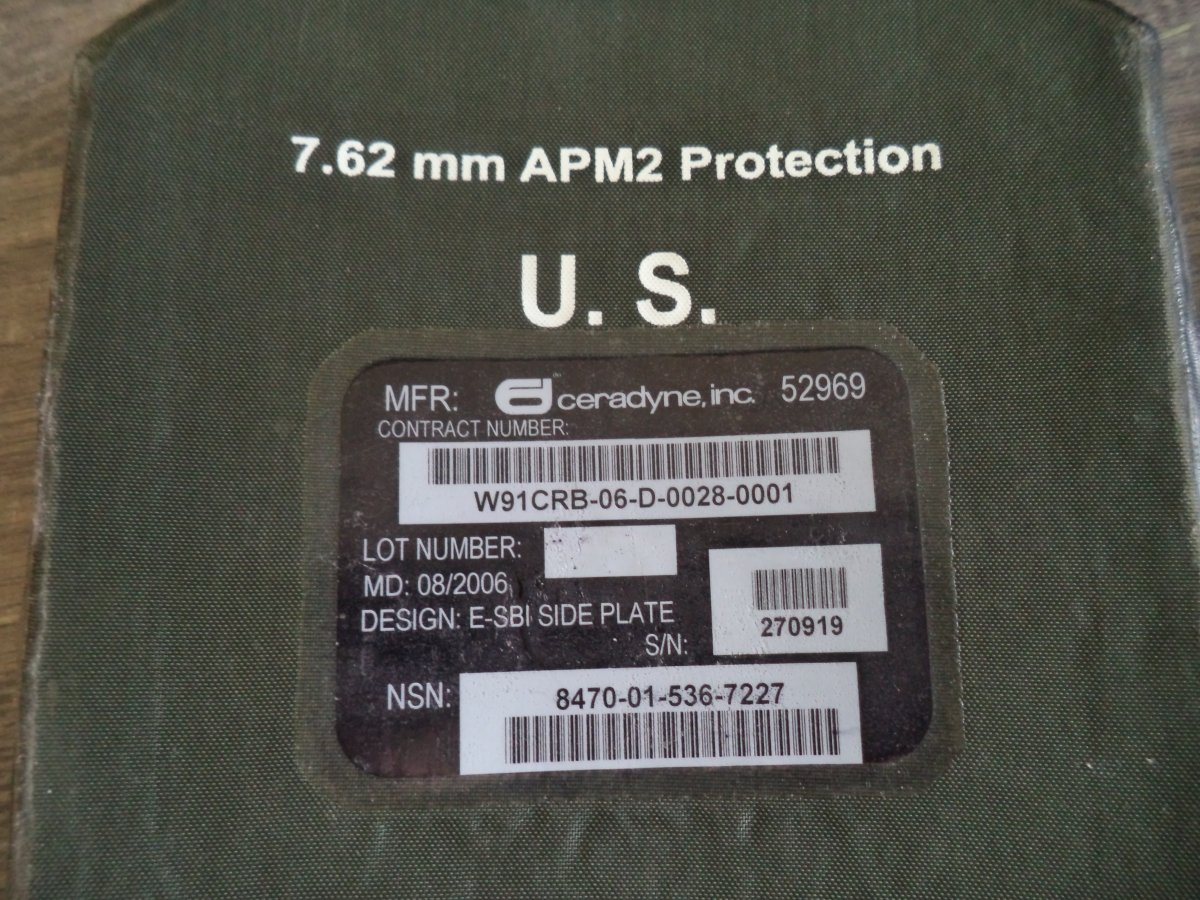 7.62 mm APM2 Protection
U. S.
MFR: ceradyne, inc. 52969
CONTRACT NUMBER:
W91CRB-06-D-0028-0001
LOT NUMBER:
MD: 08/2006
DESIGN: E-SBI SIDE PLATE
S/N:
270919
NSN:
8470-01-536-7227